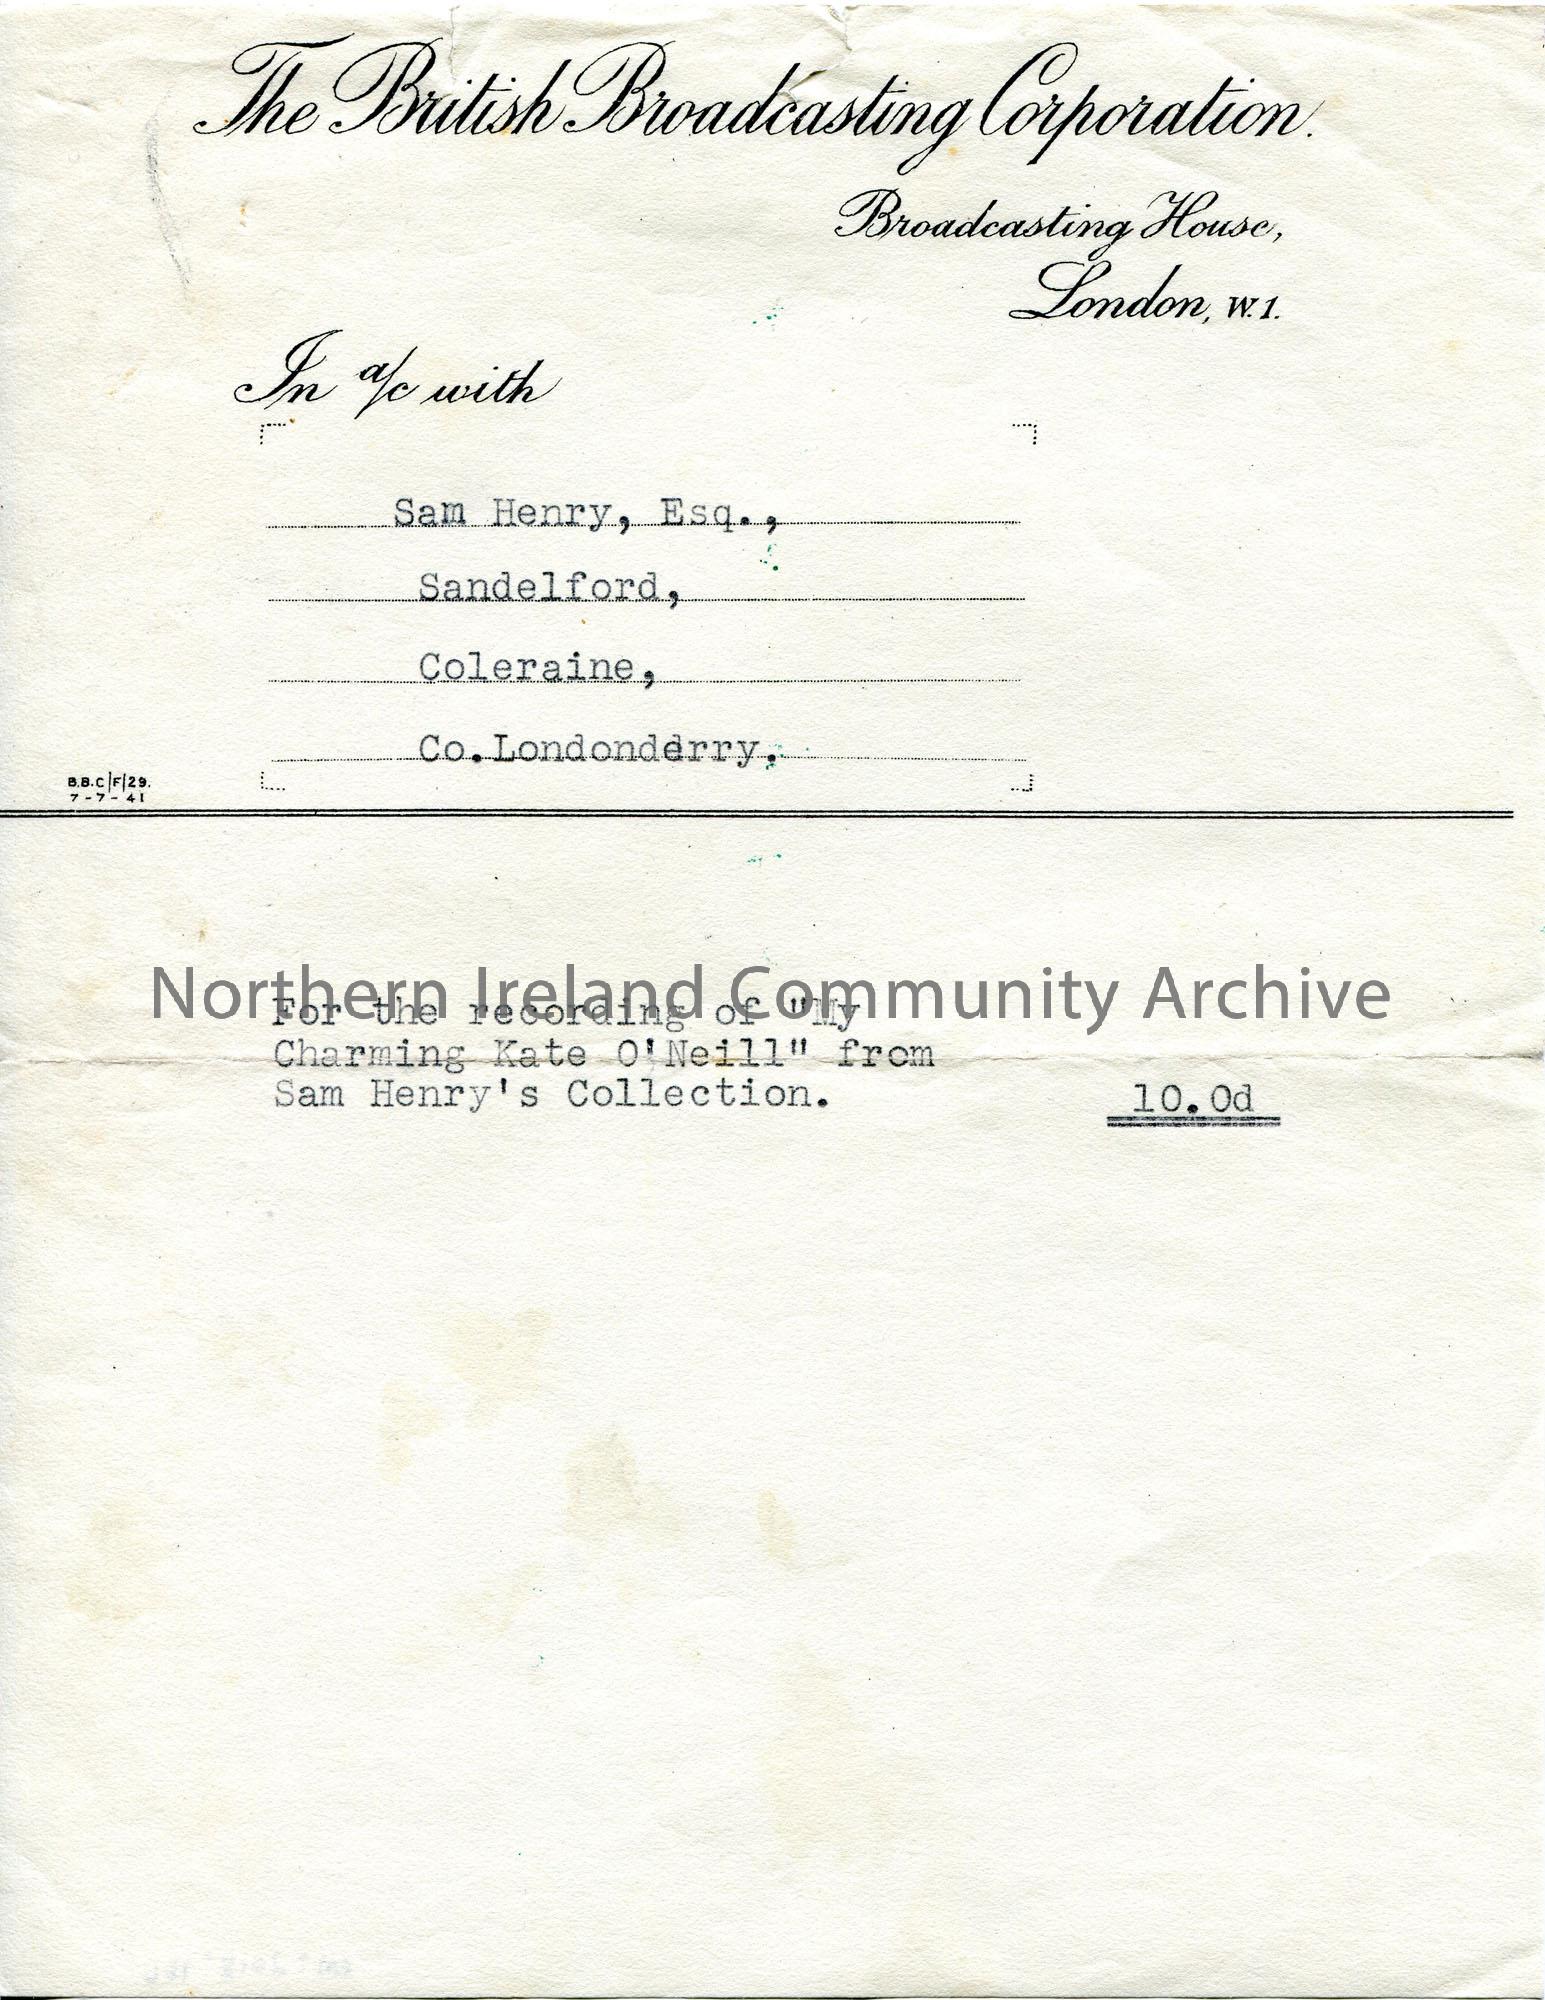 The British Broadcasting Corporation.
Broadcasting House,
London, W.1.
In a/c with
Sam Henry, Esq.,
Sandelford,
Coleraine,
Co.Londonderry.
B.B.C/F/29.
7-7-41
Northern Ireland Community Archive
For the recording of "My
Charming Kate O'Neill" from
Sam Henry's Collection.
10.0d